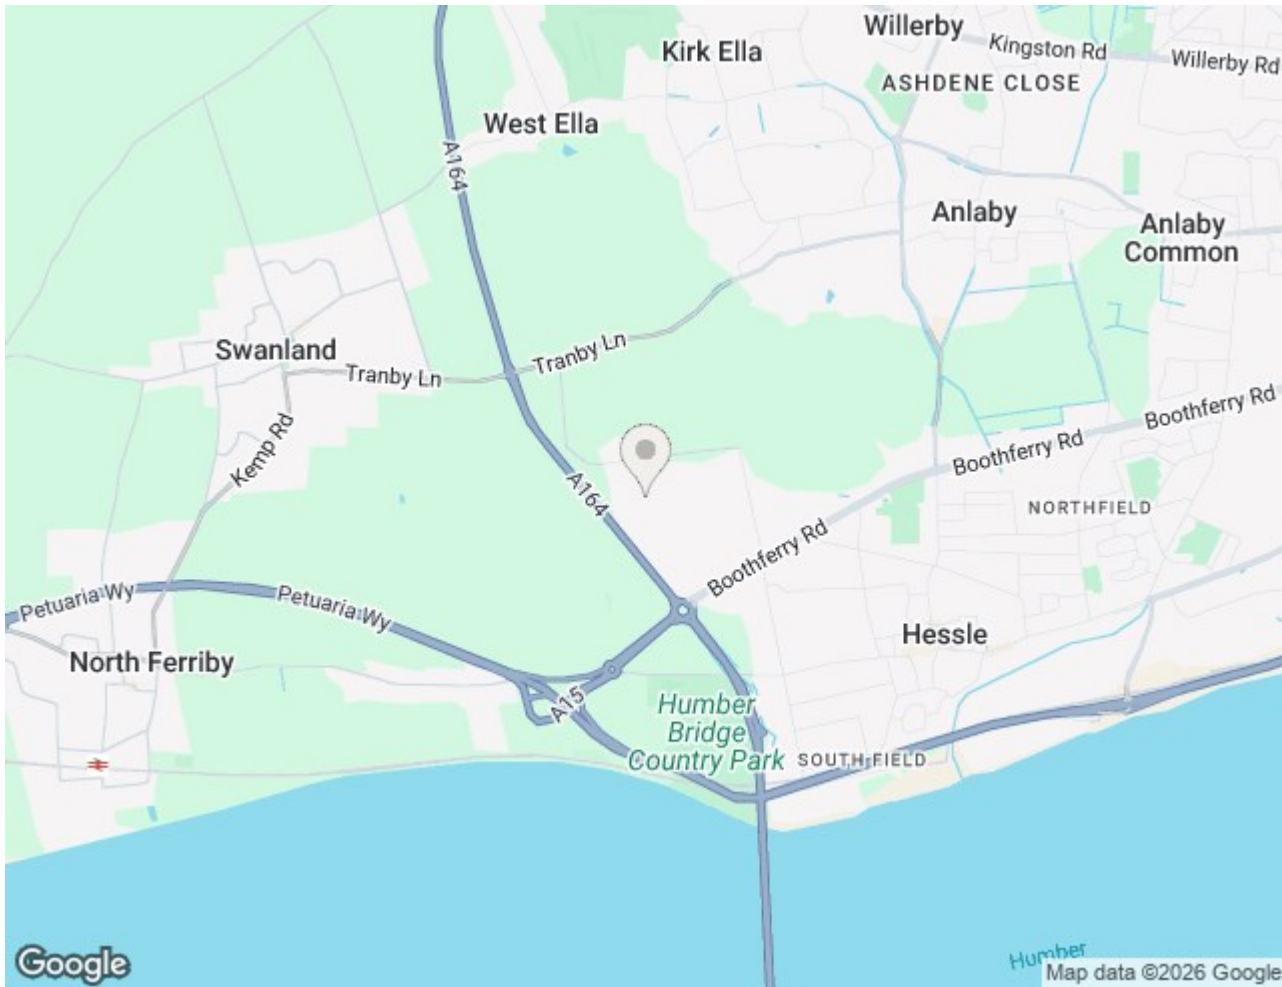 Willerby
Kingston Rd
Willerby Rd
Kirk Ella
ASHDENE CLOSE
West Ella
A164
Anlaby
Anlaby
Common
Swanland
Tranby Ln
Tranby Ln
Kemp Rd
Boothferry Rd
Boothferry Rd
A164
NORTHFIELD
Boothferry Rd
Petuaria Wy
Petuaria Wy
Hessle
North Ferriby
A15
Humber
Bridge
Country Park
SOUTH FIELD
Humber
Google
Map data ©2026 Google